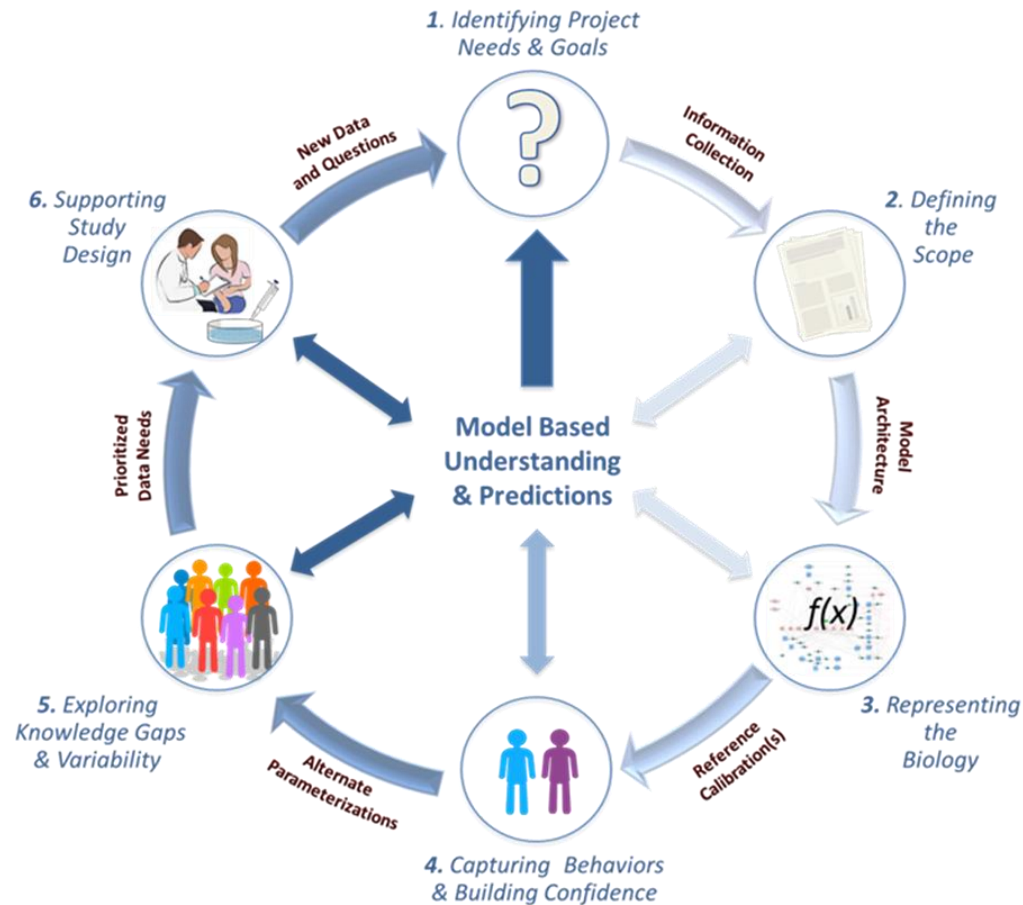 1. Identifying Project
Needs & Goals
Information
Collection
2. Defining
the
Scope
Model
Architecture
f(x)
3. Representing
the
Biology
Reference
Calibration(s)
4. Capturing Behaviors
& Building Confidence
Alternate
Parameterizations
5. Exploring
Knowledge Gaps
& Variability
Prioritized
Data Needs
6. Supporting
Study
Design
New Data
and Questions
Model Based
Understanding
& Predictions